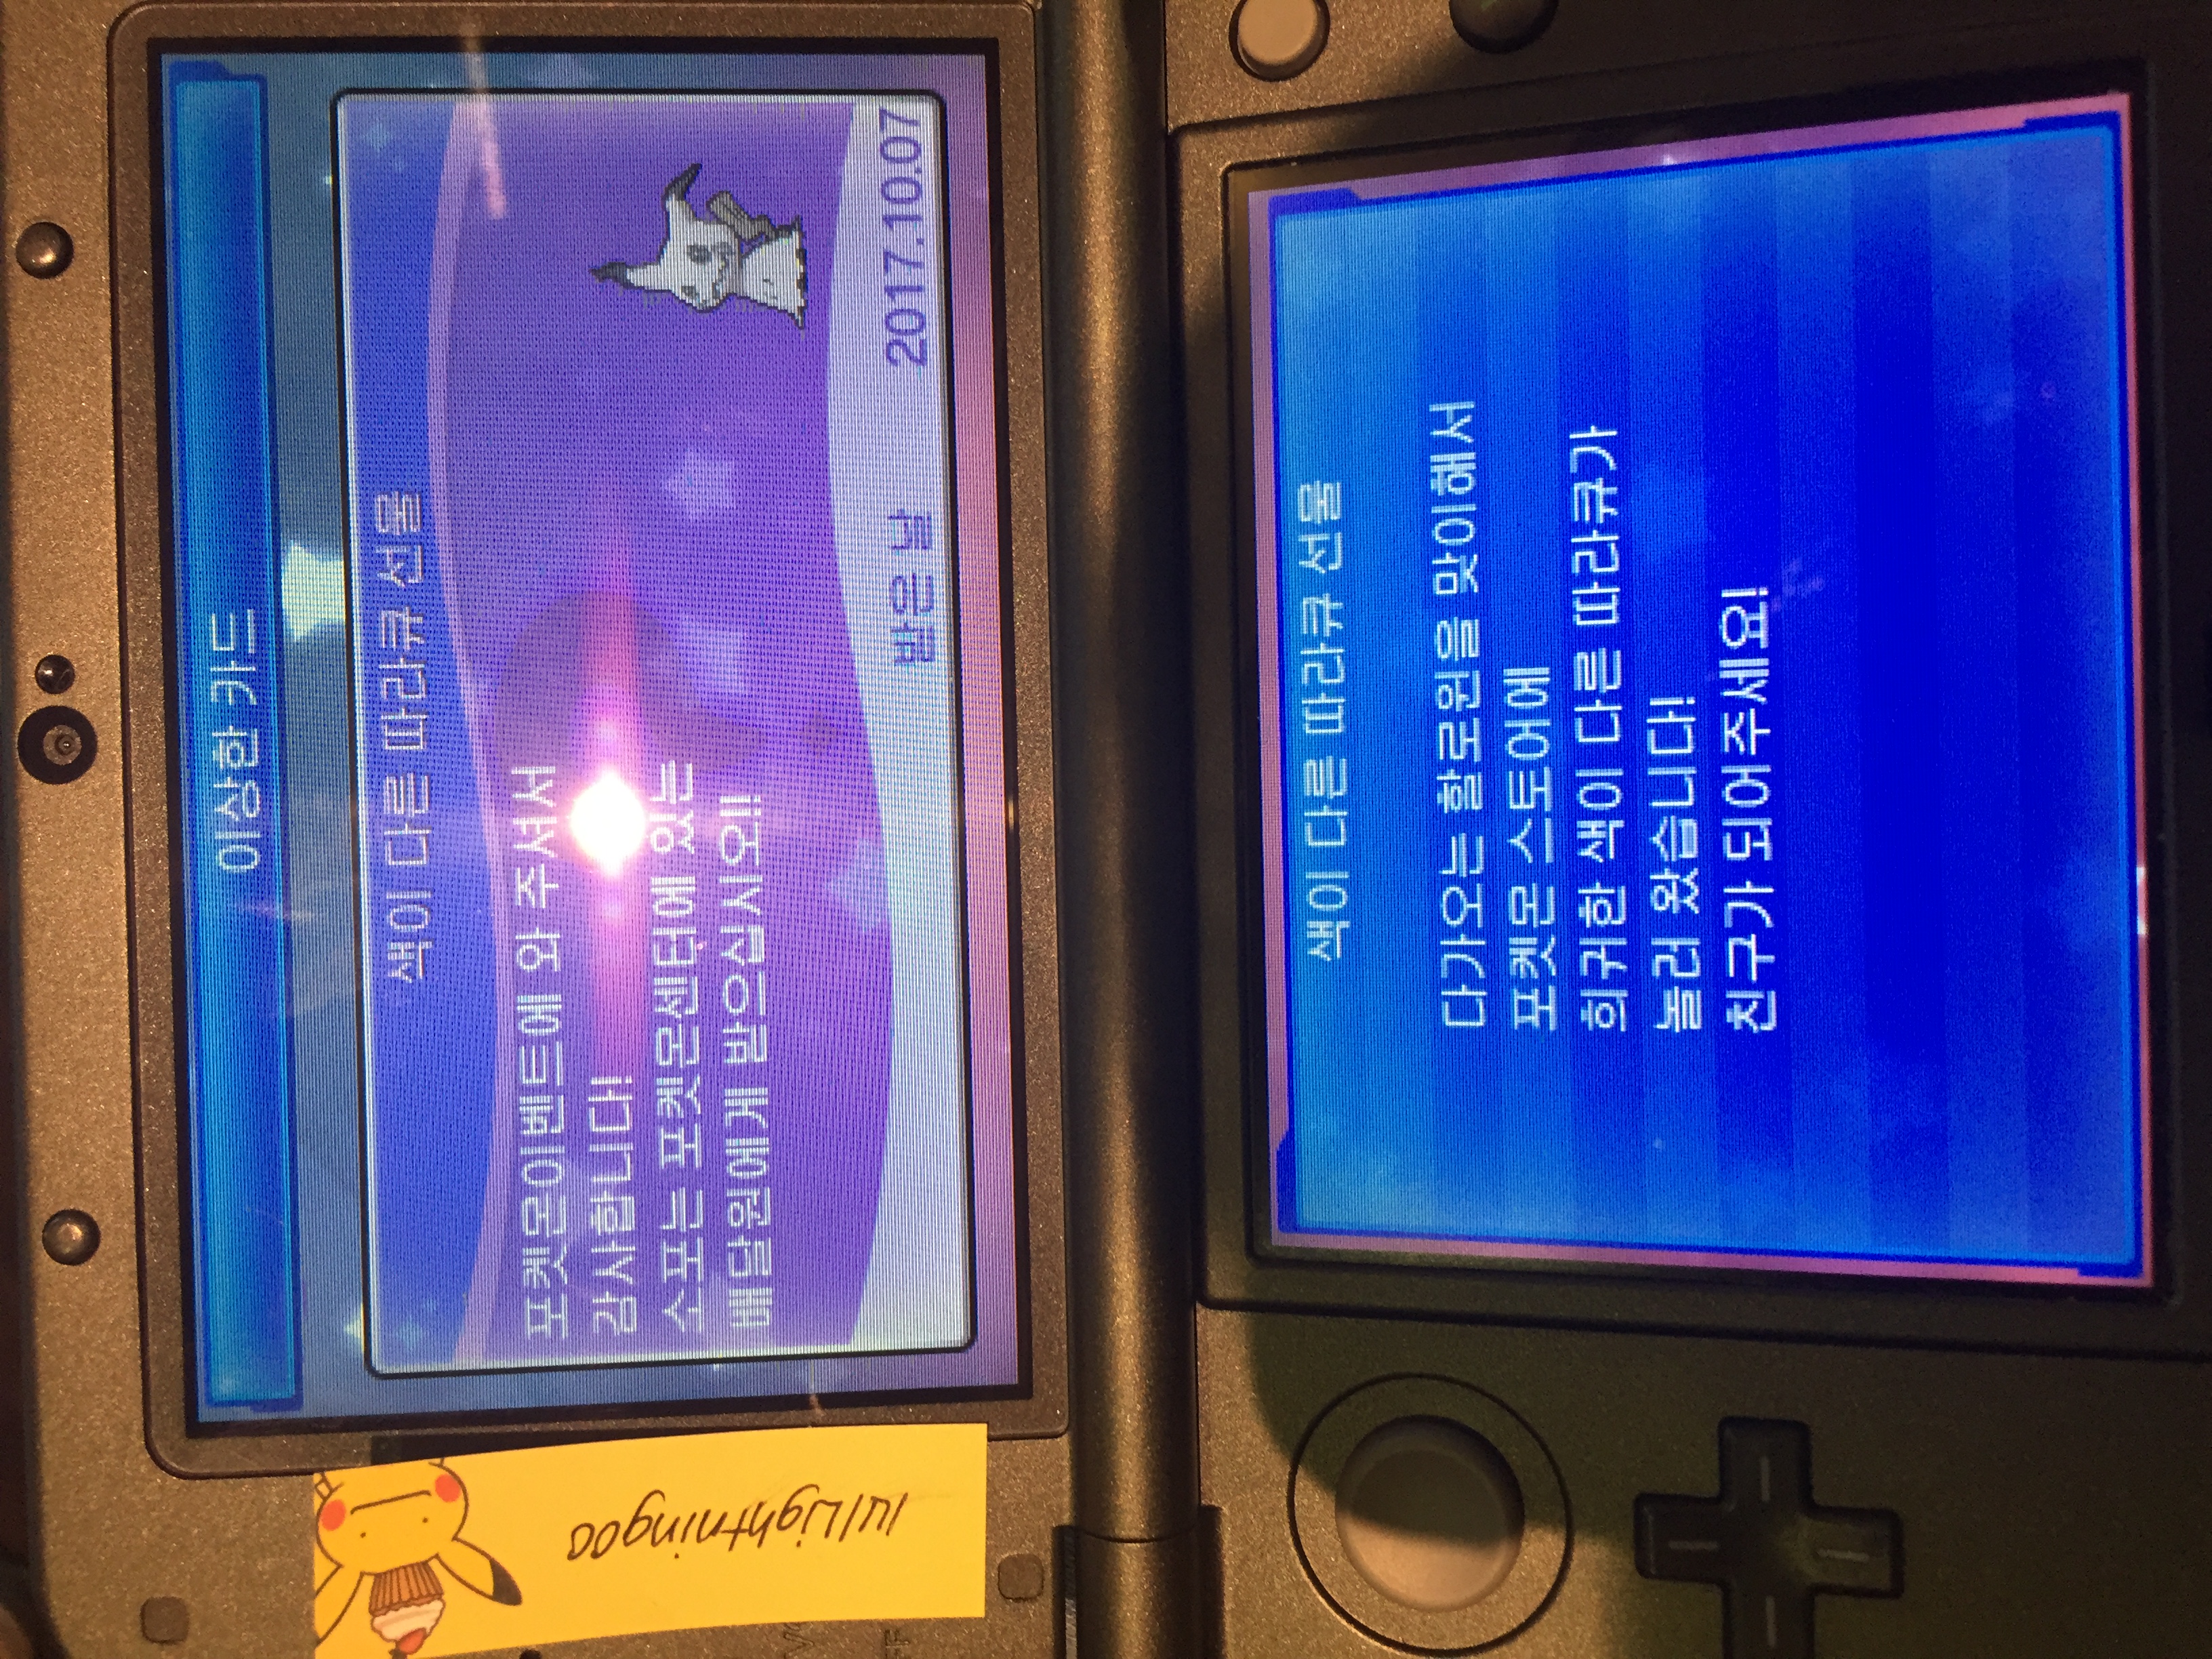 이상한 카드
색이 다른 따라큐 선물
포켓몬이벤트에 와 주셔서
감사합니다!
소포는 포켓몬센터에 있는
배달원에게 받으십시오!!
받은 날 2017.10.07
/u/Lightning00
색이 다른 따라큐 선물
다가오는 할로윈을 맞이해서
포켓몬 스토어에
희귀한 색이 다른 따라큐가
놀러 왔습니다!
친구가 되어주세요!